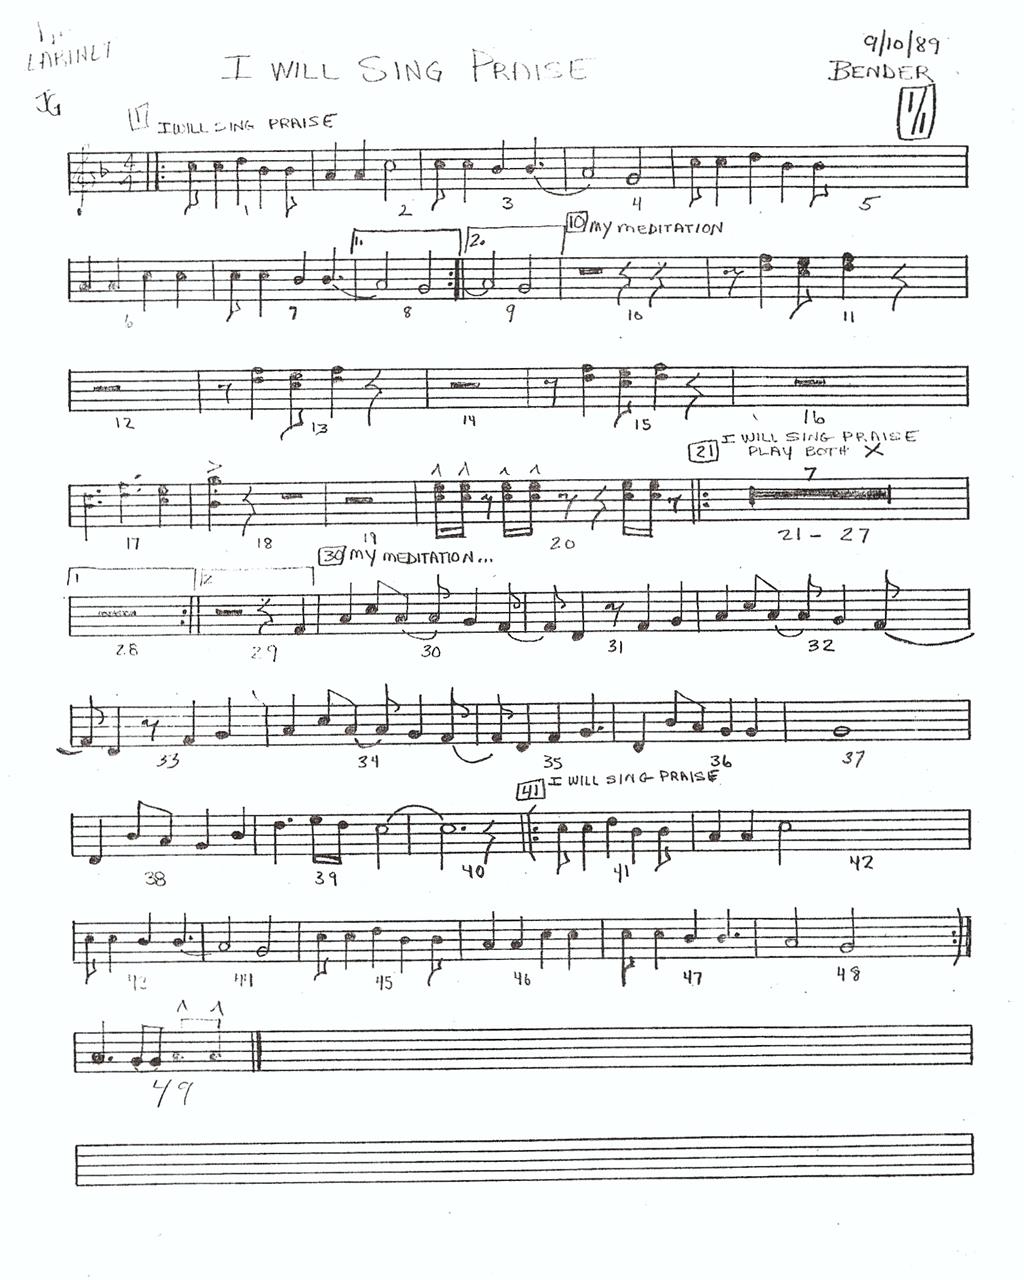 9/10/89
I WILL SING PRAISE
BENDER
JG
1/1
1 I WILL SING PRAISE
4/4
1 2 3 4 5
1. 2. 10 MY MEDITATION
6 7 8 9 10 11
12 13 14 15 16
21 I WILL SING PRAISE
PLAY BOTH X
7
17 18 19 20 21 - 27
30 MY MEDITATION...
1 2
28 29 30 31 32
33 34 35 36 37
41 I WILL SING PRAISE
38 39 40 41 42
43 44 45 46 47 48
49